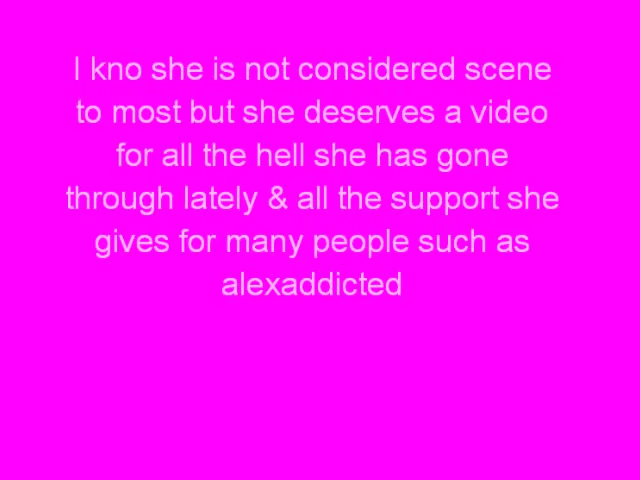 I kno she is not considered scene
to most but she deserves a video
for all the hell she has gone
through lately & all the support she
gives for many people such as
alexaddicted